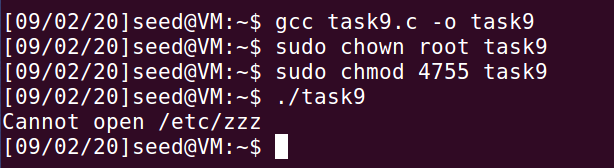 [09/02/20]seed@VM:~$ gcc task9.c -o task9
[09/02/20]seed@VM:~$ sudo chown root task9
[09/02/20]seed@VM:~$ sudo chmod 4755 task9
[09/02/20]seed@VM:~$ ./task9
Cannot open /etc/zzz
[09/02/20]seed@VM:~$